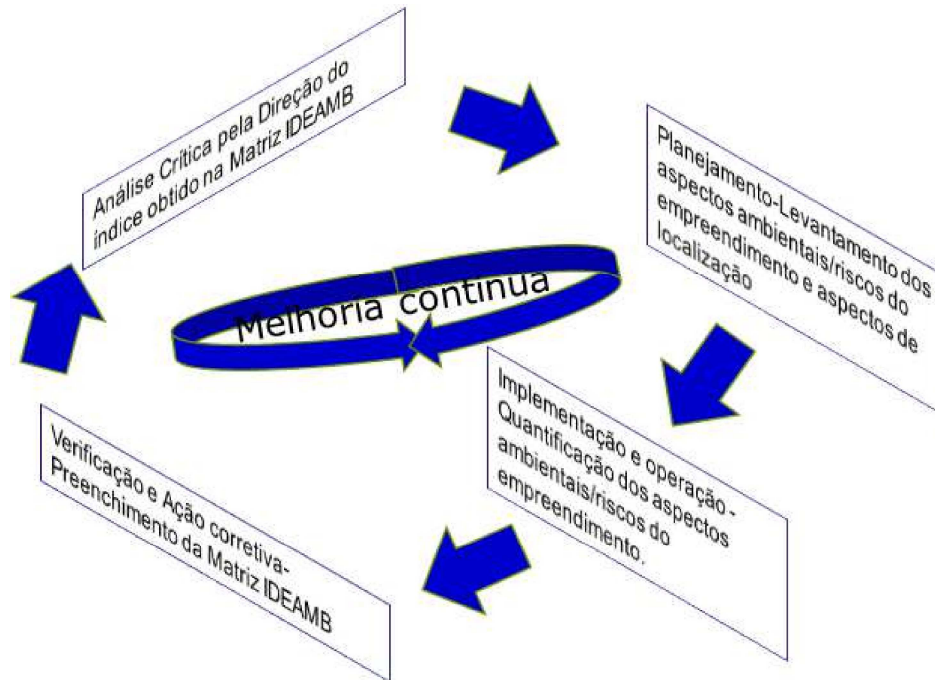 Análise Crítica pela Direção do
índice obtido na Matriz IDEAMB
Planejamento-Levantamento dos
aspectos ambientais/riscos do
empreendimento e aspectos de
localização
Melhoria contínua
Implementação e operação -
Quantificação dos aspectos
ambientais/riscos do
empreendimento.
Verificação e Ação corretiva-
Preenchimento da Matriz IDEAMB